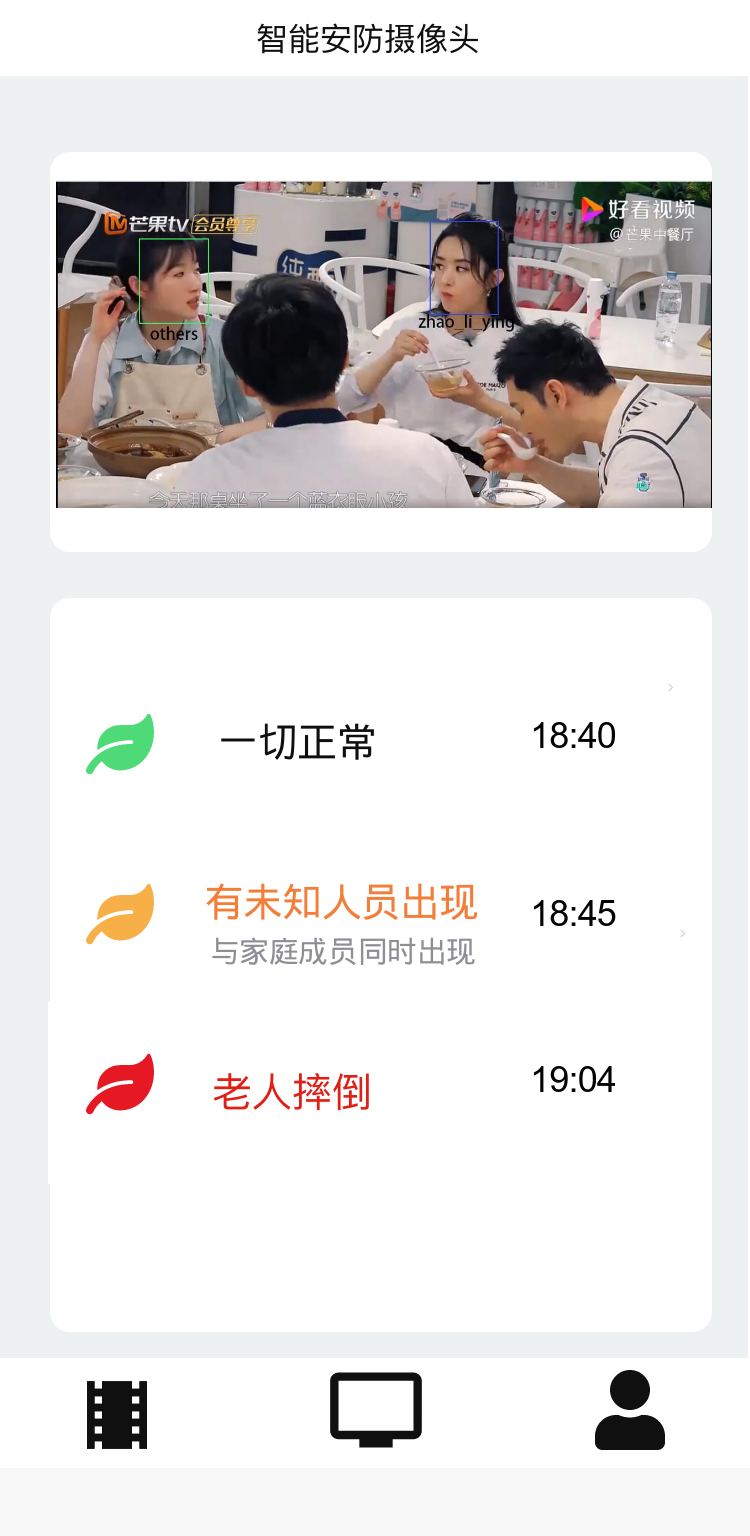 智能安防摄像头
芒果tv 会员尊享
好看视频
@芒果中餐厅
others
zhao_li_ying
今天那桌坐了一个蓝衣服小孩
一切正常
18:40
有未知人员出现
18:45
与家庭成员同时出现
老人摔倒
19:04